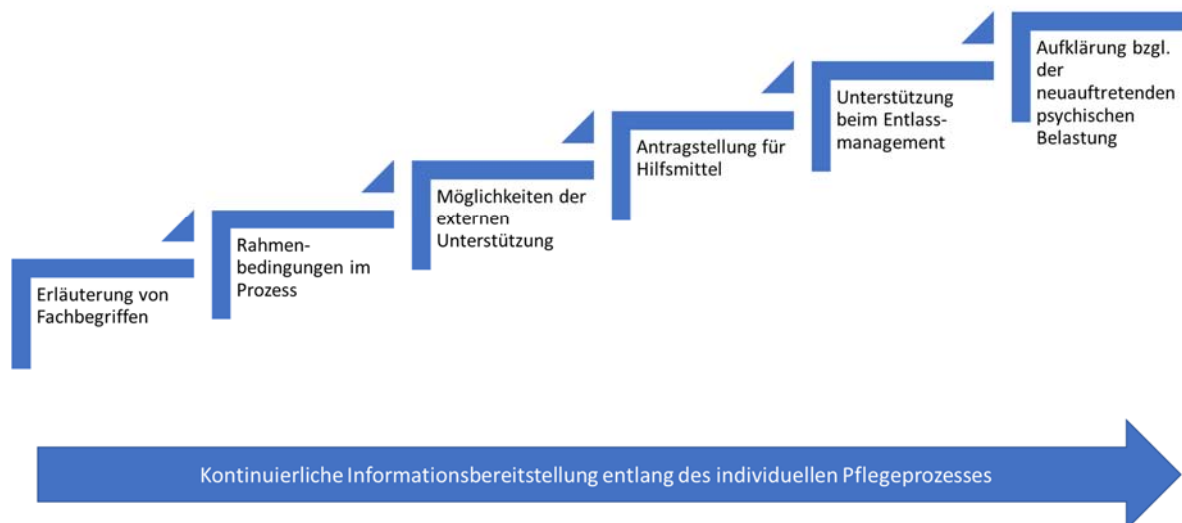 Erläuterung von
Fachbegriffen
Rahmen-
bedingungen im
Prozess
Möglichkeiten der
externen
Unterstützung
Antragstellung für
Hilfsmittel
Unterstützung
beim Entlass-
management
Aufklärung bzgl.
der
neuauftretenden
psychischen
Belastung
Kontinuierliche Informationsbereitstellung entlang des individuellen Pflegeprozesses